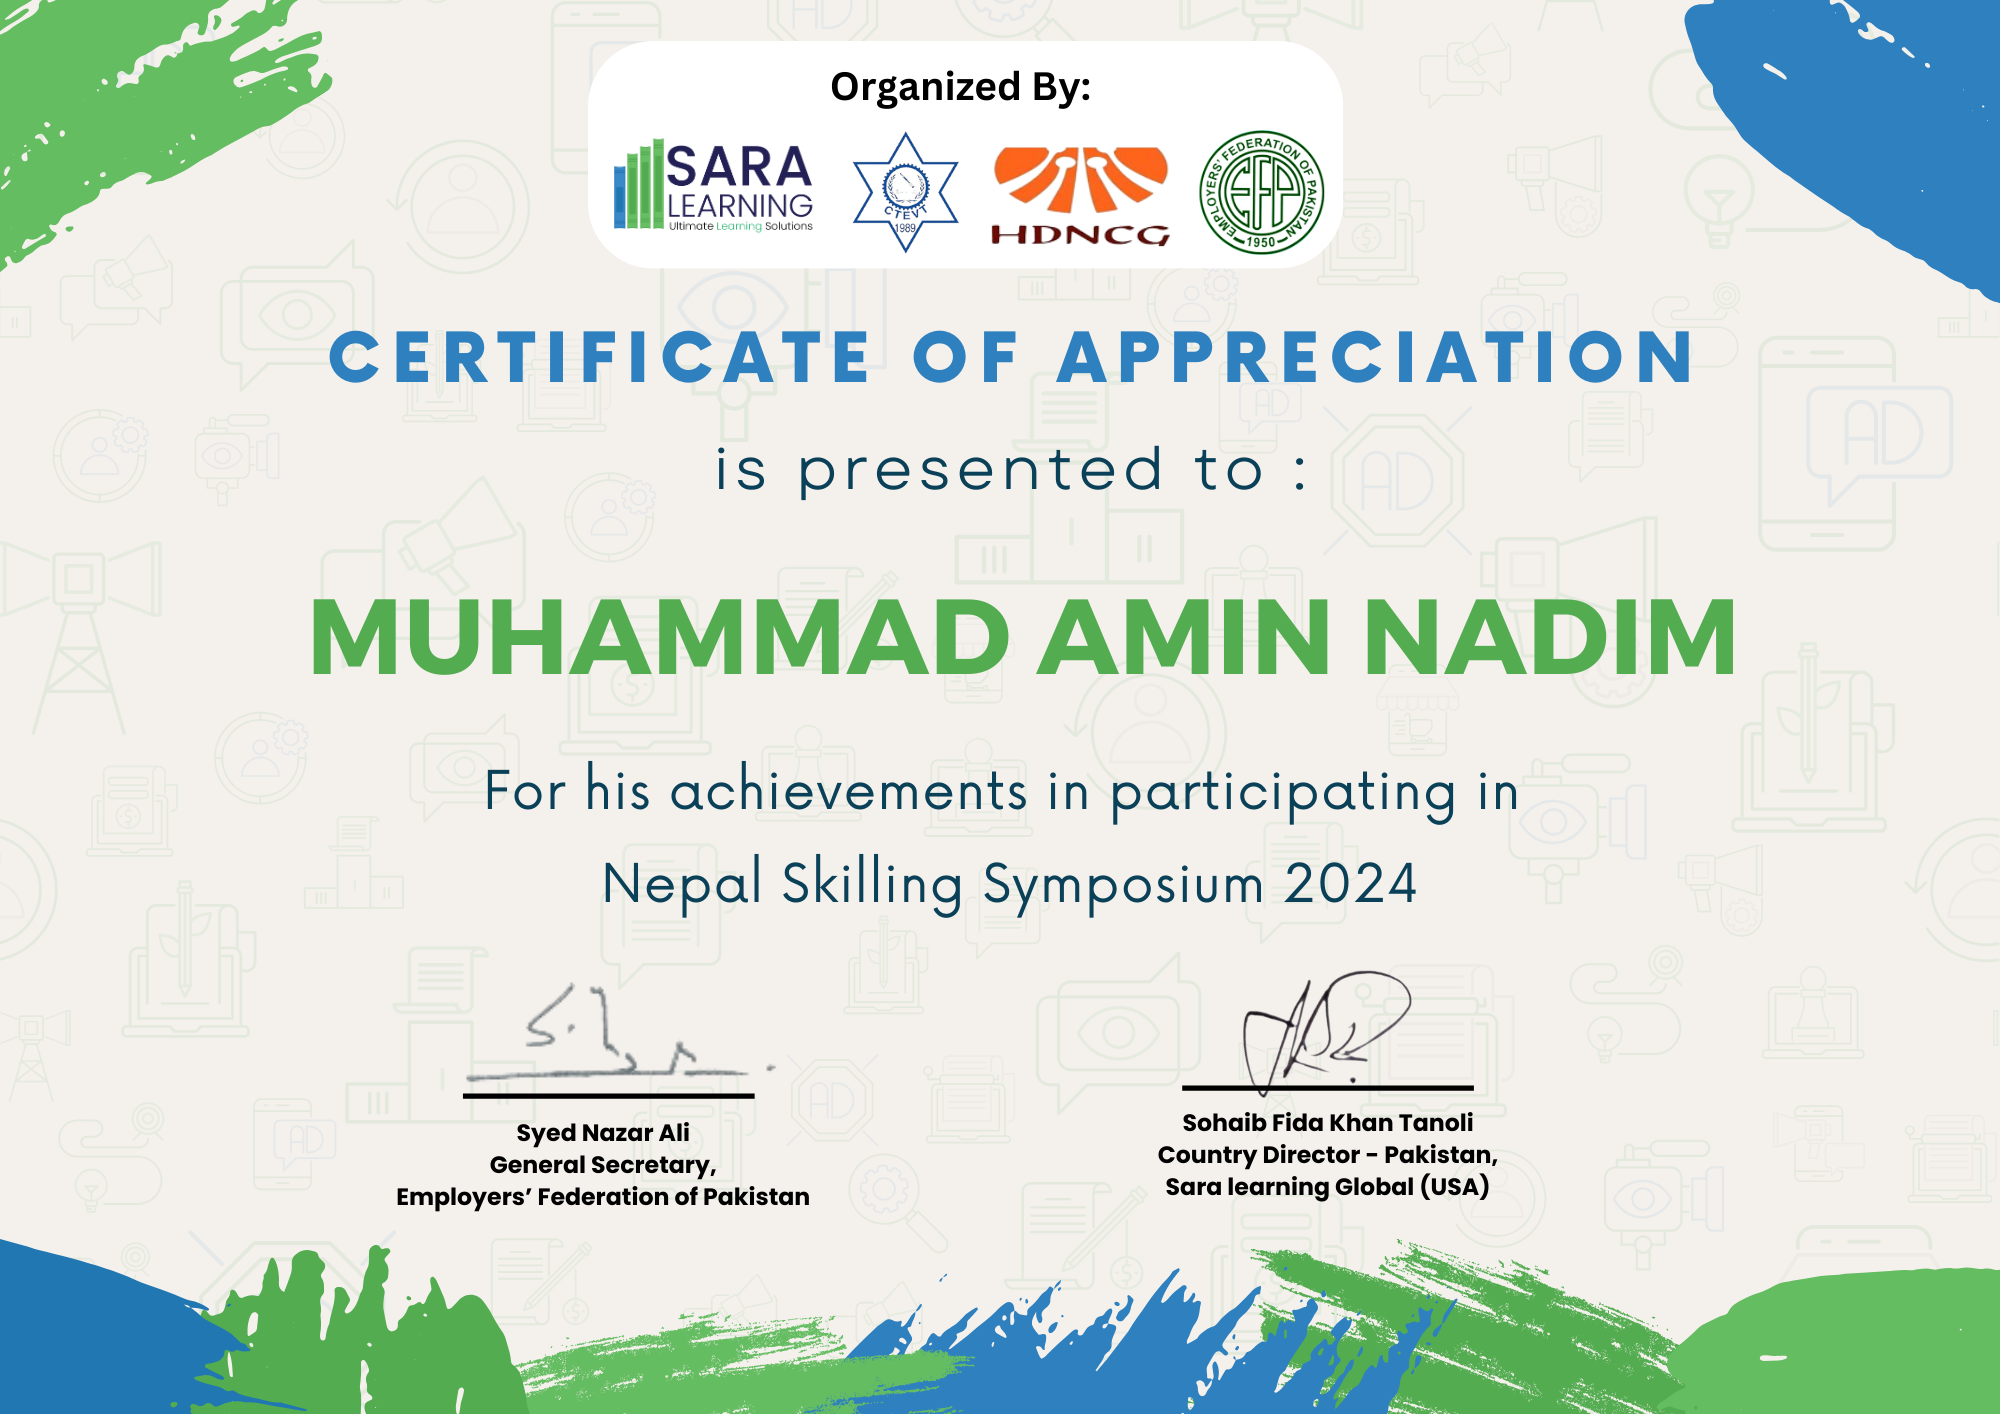 Organized By:
SARA
LEARNING
Ultimate Learning Solutions
CTEVT
1989
HDNCG
EMPLOYERS' FEDERATION OF PAKISTAN
EFP
1950
CERTIFICATE OF APPRECIATION
is presented to :
MUHAMMAD AMIN NADIM
For his achievements in participating in
Nepal Skilling Symposium 2024
Syed Nazar Ali
General Secretary,
Employers’ Federation of Pakistan
Sohaib Fida Khan Tanoli
Country Director - Pakistan,
Sara learning Global (USA)